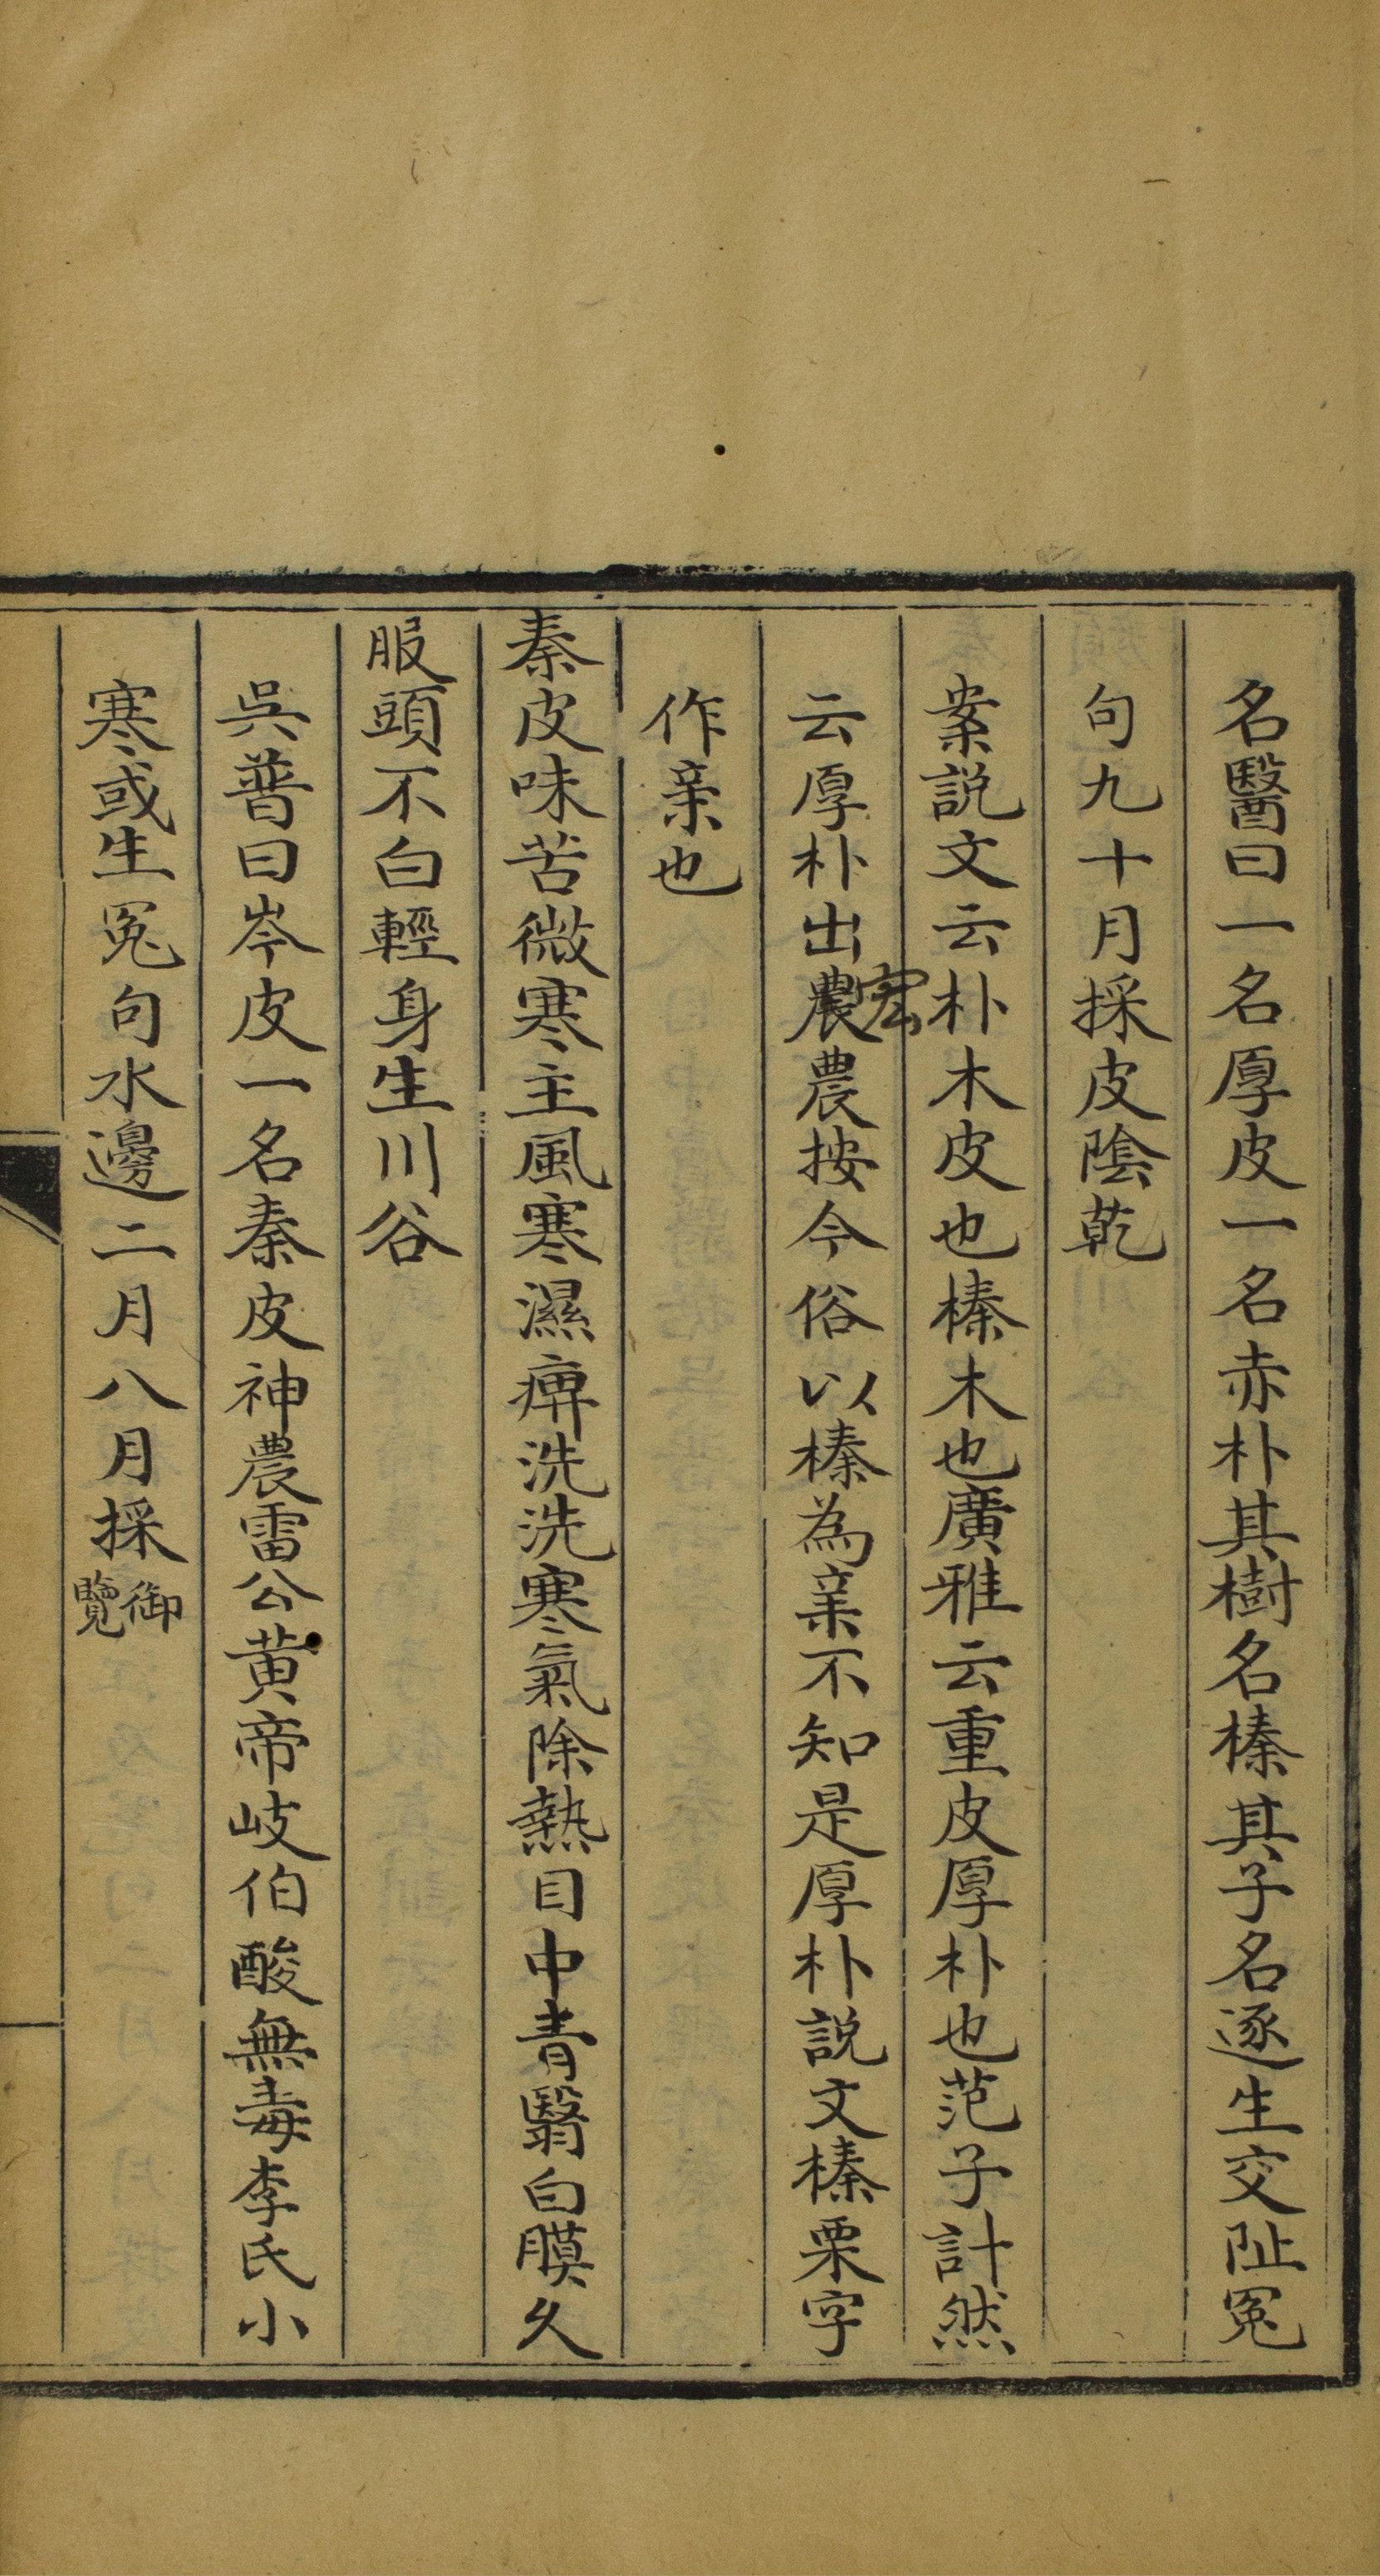 名醫曰一名厚皮一名赤朴其樹名榛其子名逐生交阯冤
句九十月採皮陰乾
案説文云朴木皮也榛木也廣雅云重皮厚朴也范子計然
云厚朴出農宏農按今俗以榛為亲不知是厚朴説文榛栗字
作亲也
秦皮味苦微寒主風寒濕痺洗洗寒氣除熱目中青翳白膜久
服頭不白輕身生川谷
吳普曰岑皮一名秦皮神農雷公黃帝岐伯酸無毒李氏小
寒或生冤句水邊二月八月採御覽